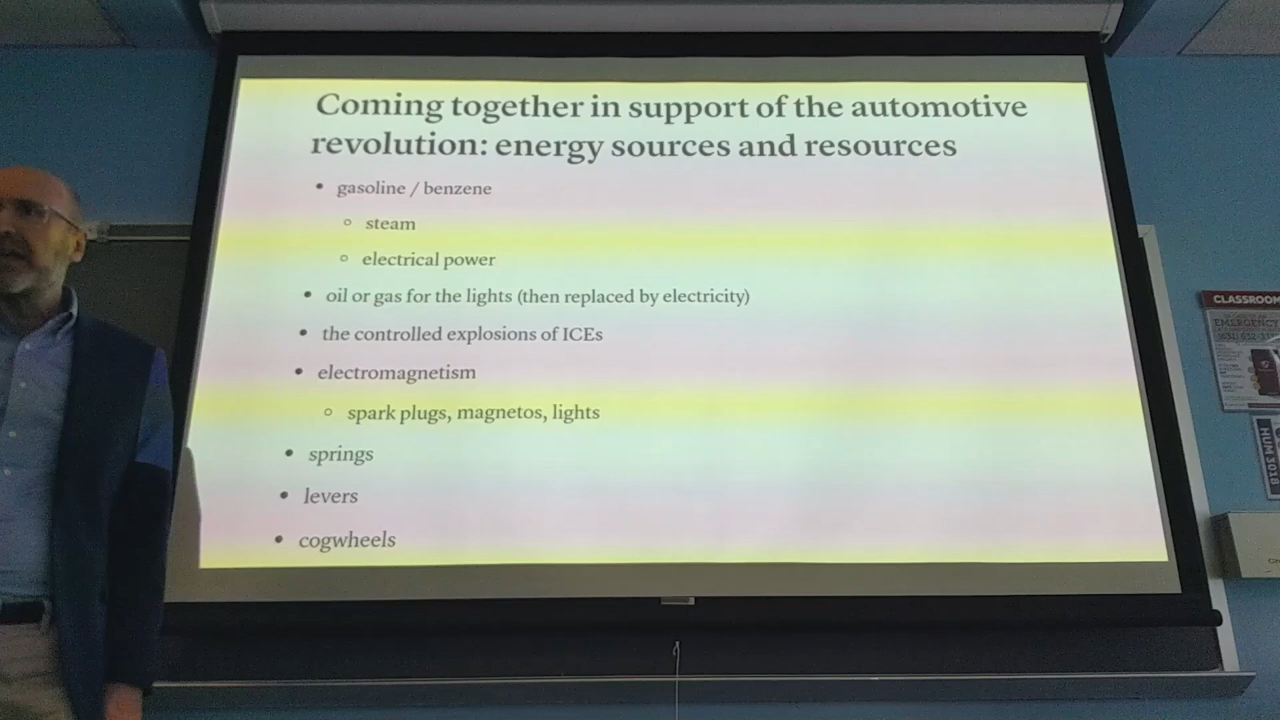 Coming together in support of the automotive
revolution: energy sources and resources
• gasoline / benzene
◦ steam
◦ electrical power
• oil or gas for the lights (then replaced by electricity)
• the controlled explosions of ICEs
• electromagnetism
◦ spark plugs, magnetos, lights
• springs
• levers
• cogwheels
CLASSROOM
EMERGENCY
HUM 3018